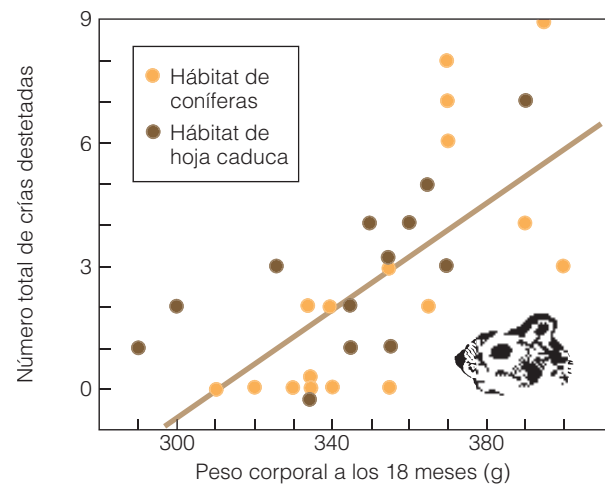 9
6
3
0
Número total de crías destetadas
Hábitat de
coníferas
Hábitat de
hoja caduca
300
340
380
Peso corporal a los 18 meses (g)